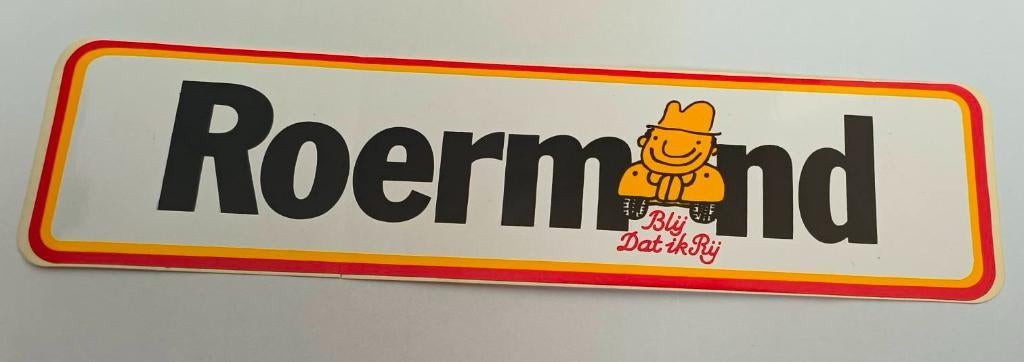 Roermond
Blij
Dat ik Rij